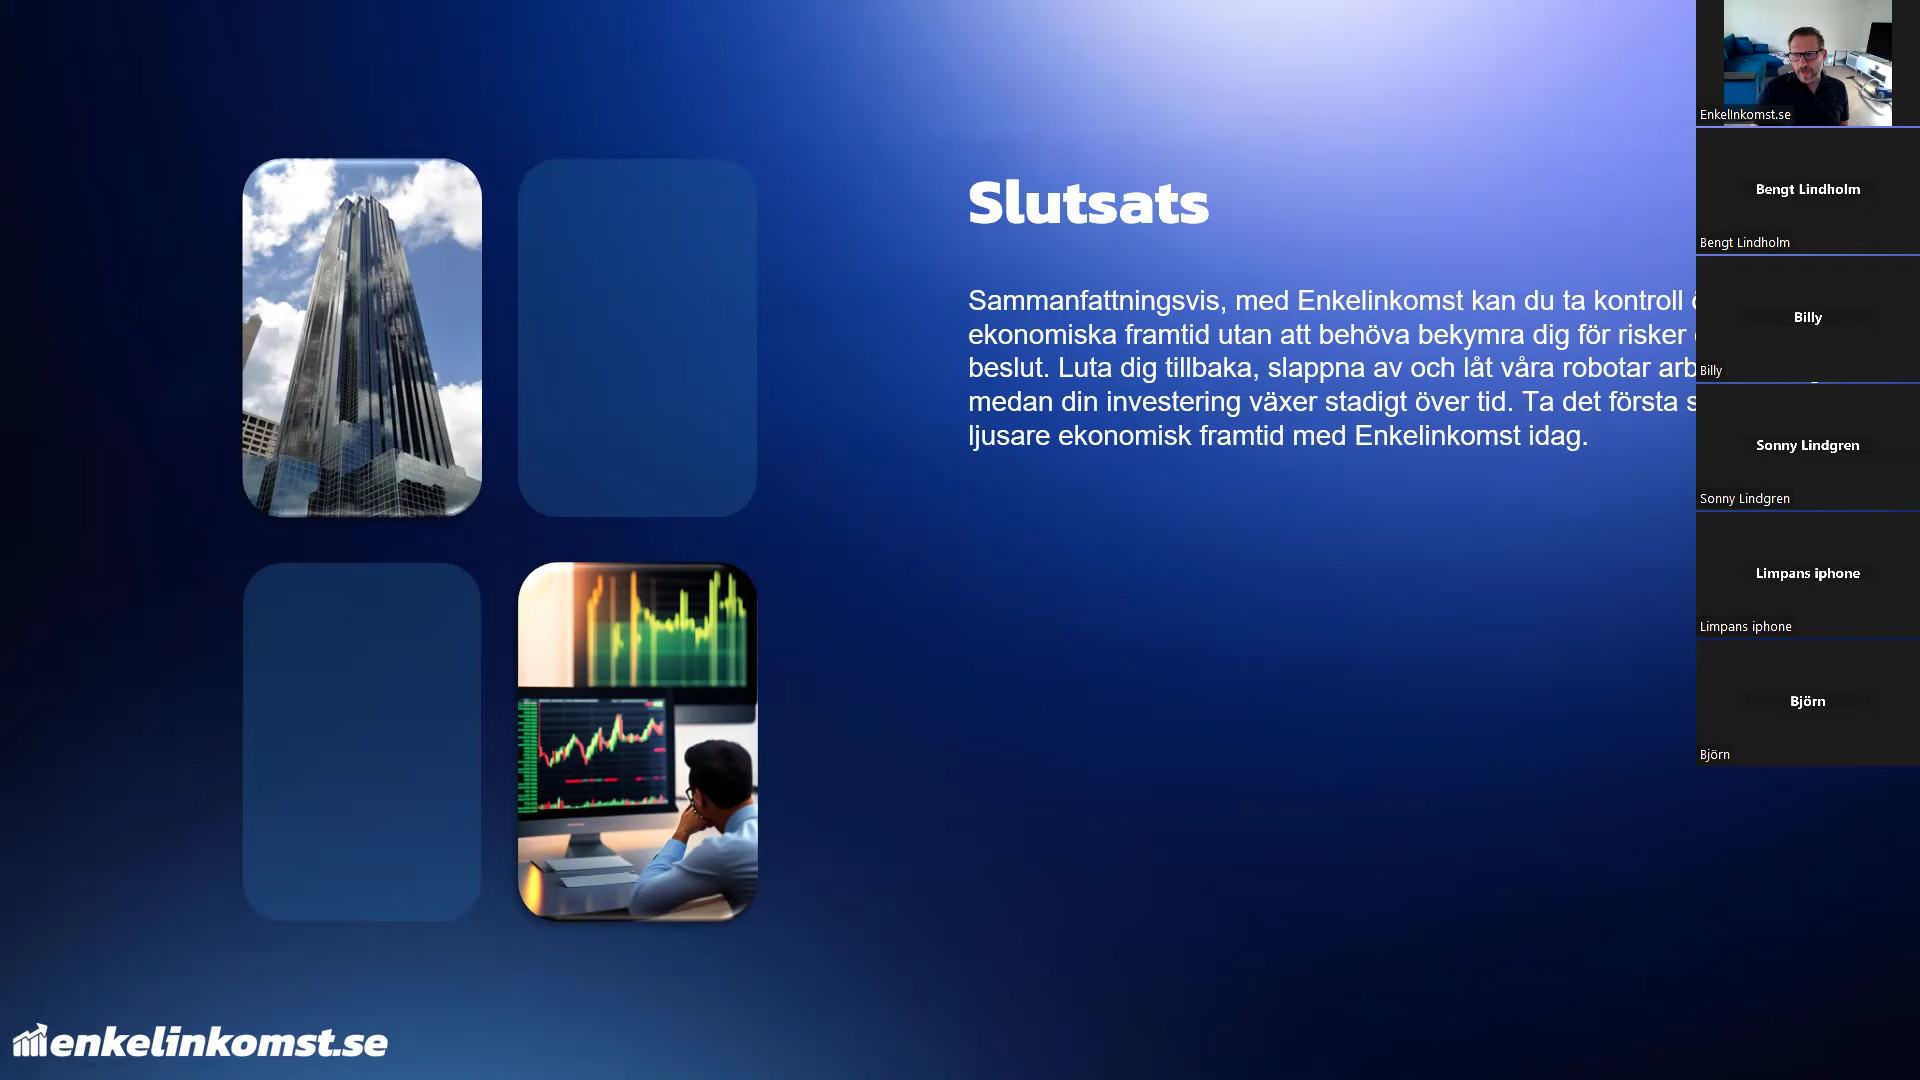 Slutsats
Sammanfattningsvis, med Enkelinkomst kan du ta kontroll
ekonomiska framtid utan att behöva bekymra dig för risker
beslut. Luta dig tillbaka, slappna av och låt våra robotar arb
medan din investering växer stadigt över tid. Ta det första s
ljusare ekonomisk framtid med Enkelinkomst idag.
enkelinkomst.se
EnkelInkomst.se
Bengt Lindholm
Bengt Lindholm
Billy
Billy
Sonny Lindgren
Sonny Lindgren
Limpans iphone
Limpans iphone
Björn
Björn